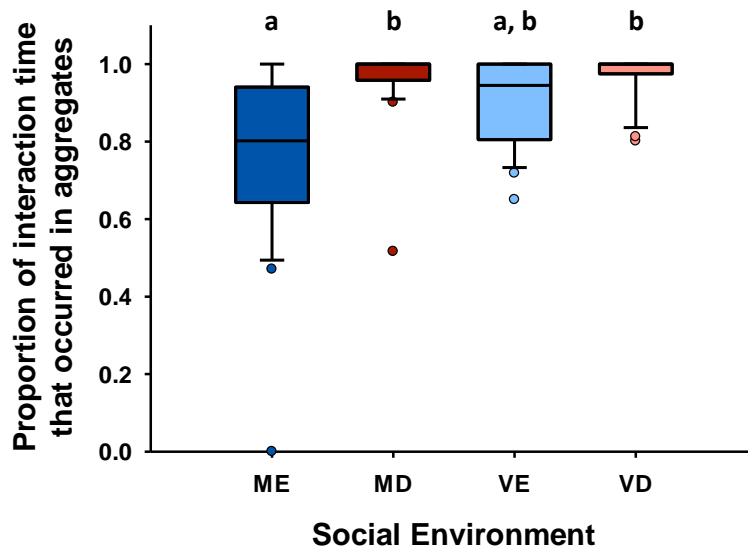 a b a, b b
Proportion of interaction time
that occurred in aggregates
1.0
0.8
0.6
0.4
0.2
0.0
ME MD VE VD
Social Environment